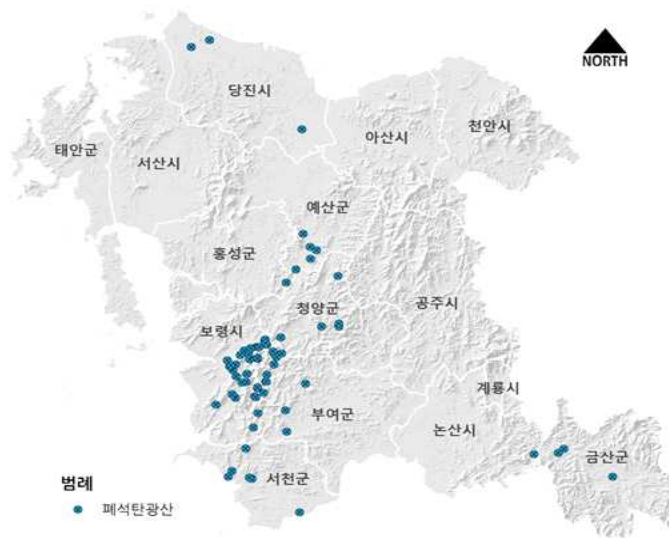 NORTH
당진시
아산시
천안시
태안군
서산시
예산군
홍성군
청양군
공주시
보령시
계룡시
부여군
논산시
금산군
서천군
범례
폐석탄광산